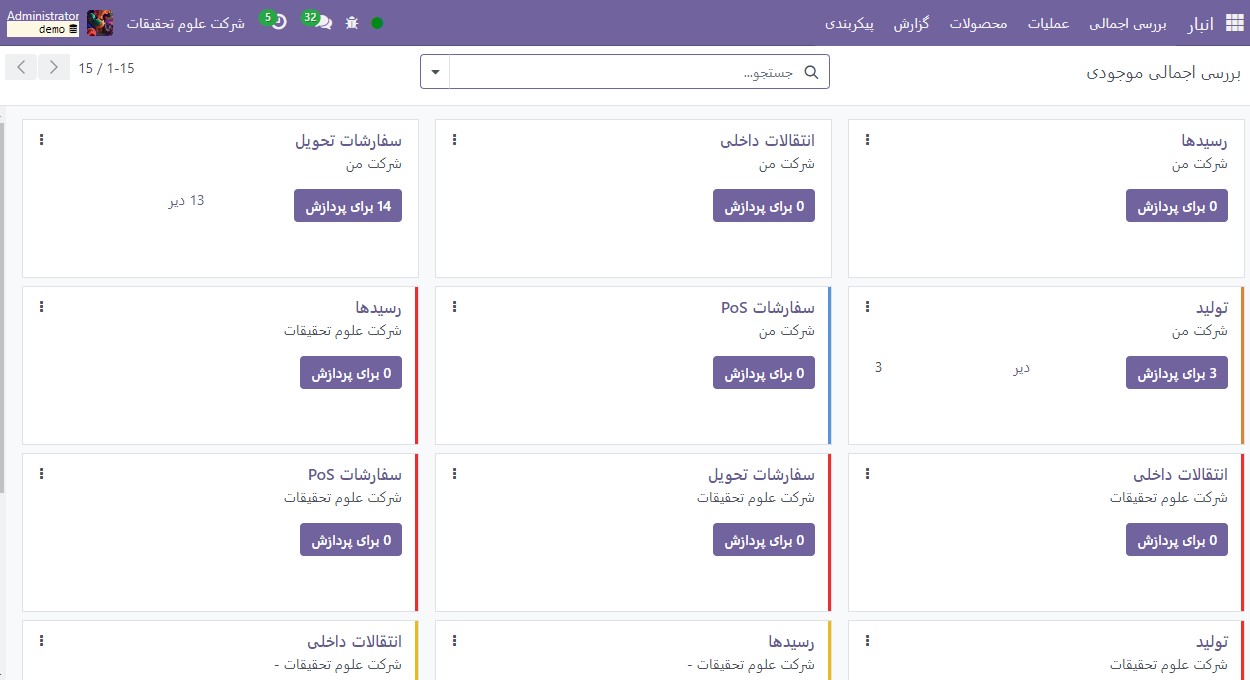 انبار
بررسی اجمالی
عملیات
محصولات
گزارش
پیکربندی
32
5
شرکت علوم تحقیقات
Administrator
demo
بررسی اجمالی موجودی
جستجو...
15 / 1-15
رسیدها
شرکت من
0 برای پردازش
انتقالات داخلی
شرکت من
0 برای پردازش
سفارشات تحویل
شرکت من
14 برای پردازش
13 دیر
تولید
شرکت من
3 برای پردازش
دیر
3
سفارشات PoS
شرکت من
0 برای پردازش
رسیدها
شرکت علوم تحقیقات
0 برای پردازش
انتقالات داخلی
شرکت علوم تحقیقات
0 برای پردازش
سفارشات تحویل
شرکت علوم تحقیقات
0 برای پردازش
سفارشات PoS
شرکت علوم تحقیقات
0 برای پردازش
تولید
شرکت علوم تحقیقات
رسیدها
شرکت علوم تحقیقات -
انتقالات داخلی
شرکت علوم تحقیقات -